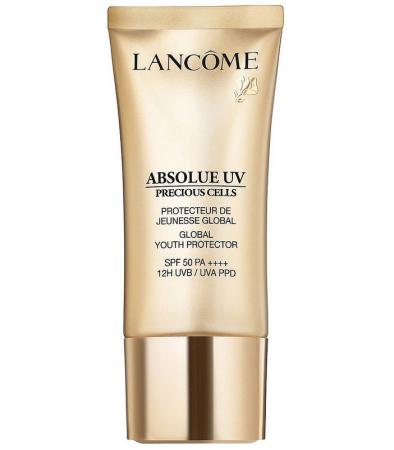 LANCÔME
ABSOLUE UV
PRECIOUS CELLS
PROTECTEUR DE
JEUNESSE GLOBAL
GLOBAL
YOUTH PROTECTOR
SPF 50 PA ++++
12H UVB / UVA PPD